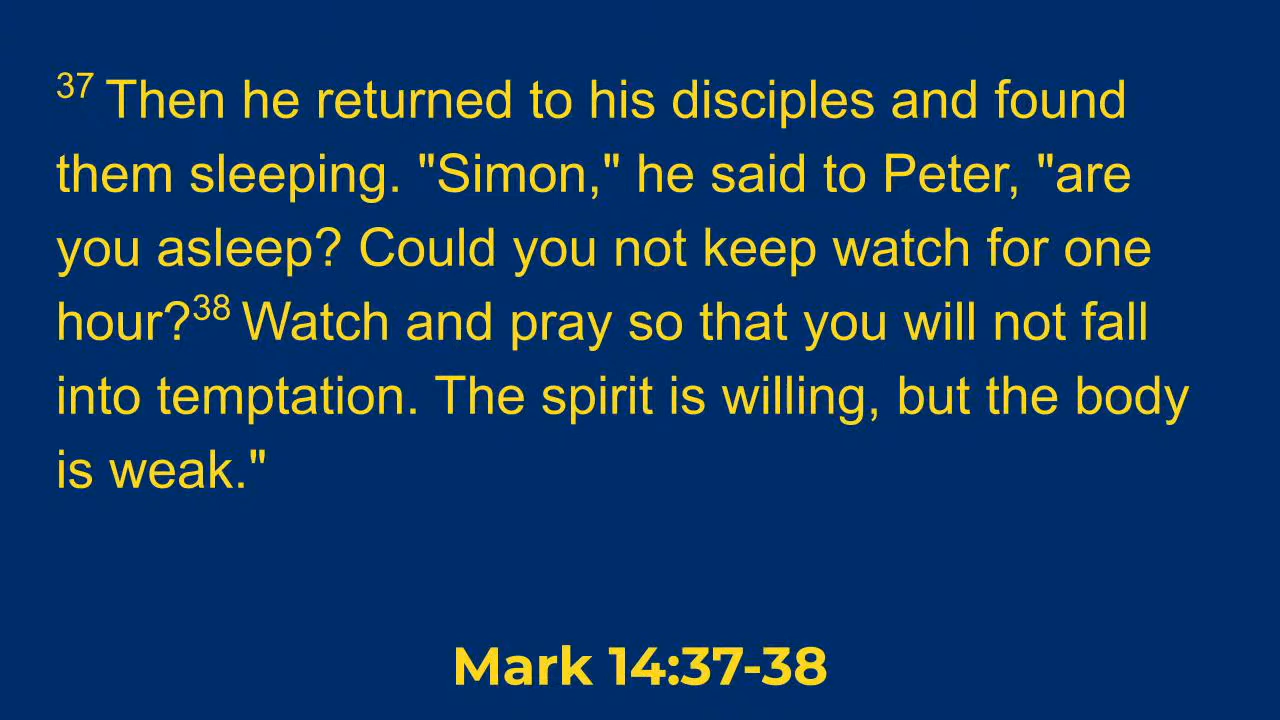 37 Then he returned to his disciples and found
them sleeping. "Simon," he said to Peter, "are
you asleep? Could you not keep watch for one
hour?38 Watch and pray so that you will not fall
into temptation. The spirit is willing, but the body
is weak."
Mark 14:37-38